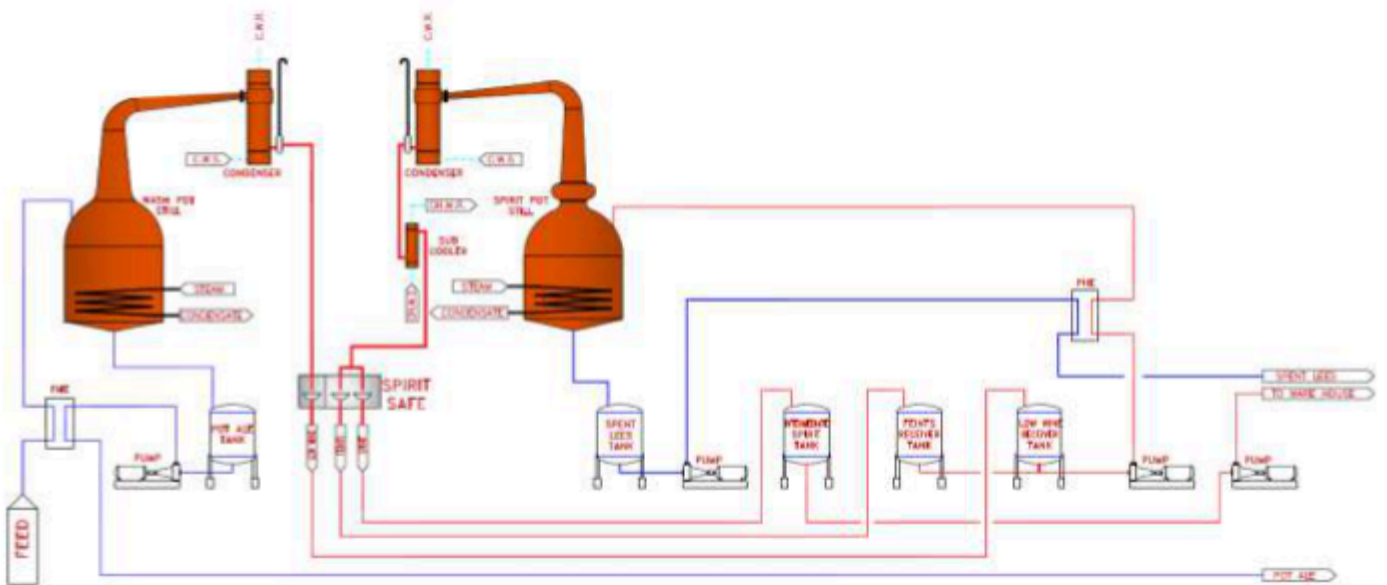 C.W.R.
C.W.R.
C.W.S.
CONDENSER
CONDENSER
C.W.S.
WASH POT
STILL
SPIRIT POT
STILL
CH.W.R.
SUB
COOLER
STEAM
CONDENSATE
STEAM
CONDENSATE
PHE
SPIRIT
SAFE
PHE
SPENT LEES
TO WARE HOUSE
POT ALE
TANK
PUMP
SPENT
LEES
TANK
PUMP
SPIRIT
TANK
FEINTS
RECEIVER
TANK
LOW WINE
RECEIVER
TANK
PUMP
PUMP
FEED
POT ALE